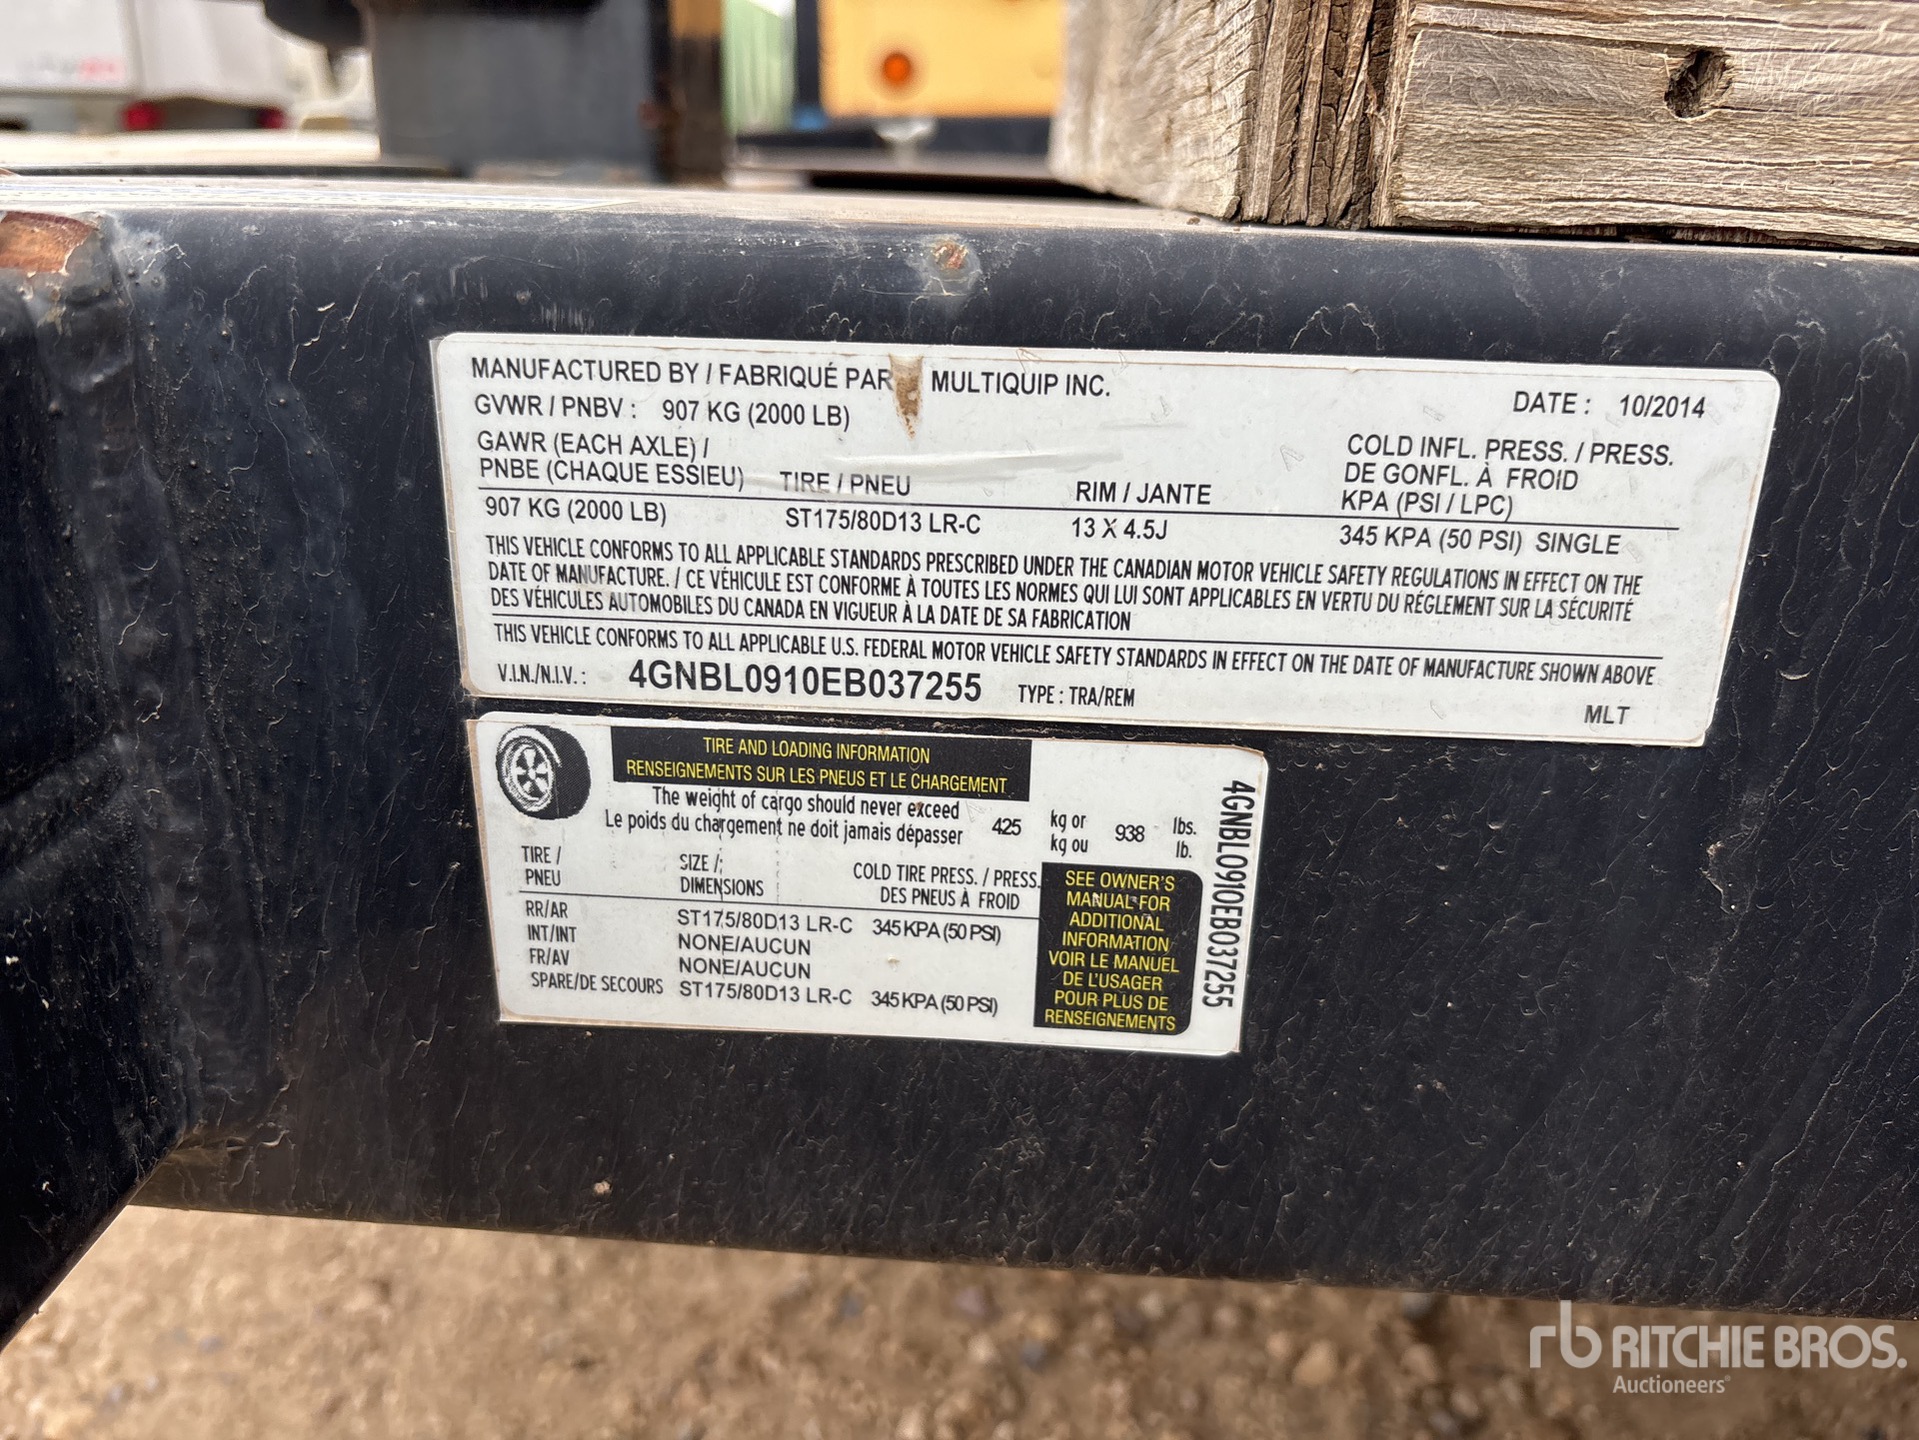 MANUFACTURED BY / FABRIQUÉ PAR MULTIQUIP INC.
DATE : 10/2014
GVWR / PNBV : 907 KG (2000 LB)
GAWR (EACH AXLE) /
PNBE (CHAQUE ESSIEU) TIRE / PNEU RIM / JANTE
COLD INFL. PRESS. / PRESS.
DE GONFL. À FROID
KPA (PSI / LPC)
907 KG (2000 LB) ST175/80D13 LR-C 13 X 4.5J 345 KPA (50 PSI) SINGLE
THIS VEHICLE CONFORMS TO ALL APPLICABLE STANDARDS PRESCRIBED UNDER THE CANADIAN MOTOR VEHICLE SAFETY REGULATIONS IN EFFECT ON THE
DATE OF MANUFACTURE. / CE VÉHICULE EST CONFORME À TOUTES LES NORMES QUI LUI SONT APPLICABLES EN VERTU DU RÉGLEMENT SUR LA SÉCURITÉ
DES VÉHICULES AUTOMOBILES DU CANADA EN VIGUEUR À LA DATE DE SA FABRICATION
THIS VEHICLE CONFORMS TO ALL APPLICABLE U.S. FEDERAL MOTOR VEHICLE SAFETY STANDARDS IN EFFECT ON THE DATE OF MANUFACTURE SHOWN ABOVE
V.I.N./N.I.V. : 4GNBL0910EB037255 TYPE : TRA/REM
MLT
TIRE AND LOADING INFORMATION
RENSEIGNEMENTS SUR LES PNEUS ET LE CHARGEMENT
The weight of cargo should never exceed
Le poids du chargement ne doit jamais dépasser
425 kg or 938 lbs.
kg ou lb.
TIRE / SIZE / COLD TIRE PRESS. / PRESS.
PNEU DIMENSIONS DES PNEUS À FROID
RR/AR ST175/80D13 LR-C 345 KPA (50 PSI)
INT/INT NONE/AUCUN
FR/AV NONE/AUCUN
SPARE/DE SECOURS ST175/80D13 LR-C 345 KPA (50 PSI)
SEE OWNER'S
MANUAL FOR
ADDITIONAL
INFORMATION
VOIR LE MANUEL
DE L'USAGER
POUR PLUS DE
RENSEIGNEMENTS
4GNBL0910EB037255
rb RITCHIE BROS.
Auctioneers